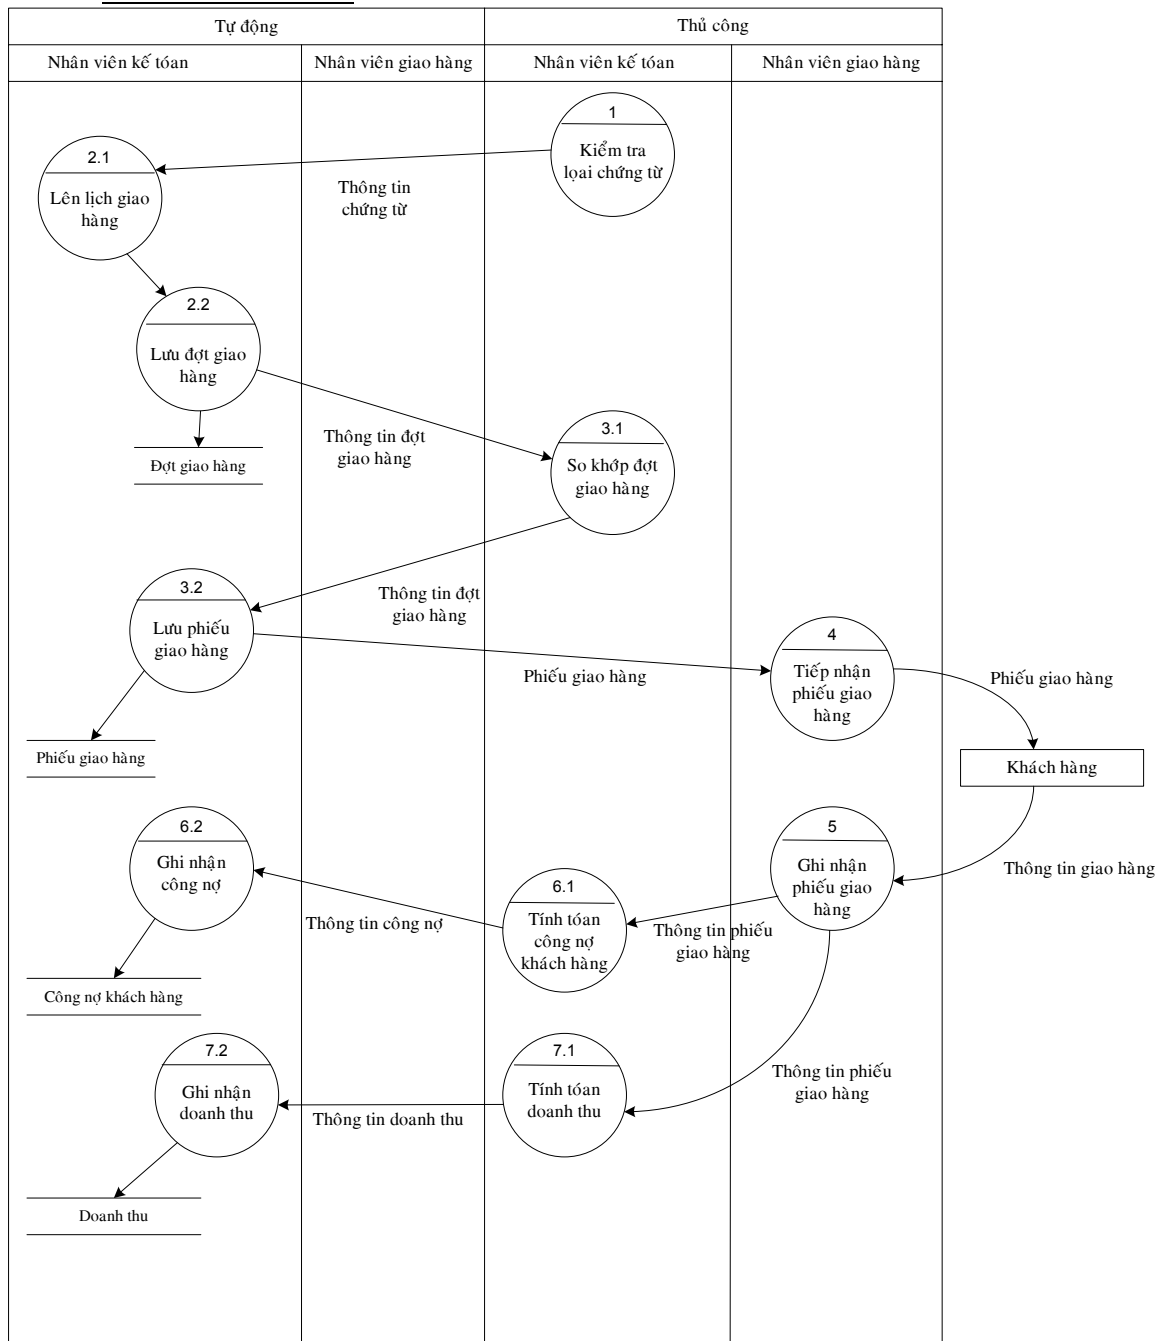 Tự động
Thủ công
Nhân viên kế tóan
Nhân viên giao hàng
Nhân viên kế tóan
Nhân viên giao hàng
1
Kiểm tra
lọai chứng từ
2.1
Lên lịch giao
hàng
Thông tin
chứng từ
2.2
Lưu đợt giao
hàng
Đợt giao hàng
Thông tin đợt
giao hàng
3.1
So khớp đợt
giao hàng
Thông tin đợt
giao hàng
3.2
Lưu phiếu
giao hàng
Phiếu giao hàng
Phiếu giao hàng
4
Tiếp nhận
phiếu giao
hàng
Phiếu giao hàng
Khách hàng
Thông tin giao hàng
5
Ghi nhận
phiếu giao
hàng
Thông tin phiếu
giao hàng
6.1
Tính tóan
công nợ
khách hàng
Thông tin công nợ
6.2
Ghi nhận
công nợ
Công nợ khách hàng
Thông tin phiếu
giao hàng
7.1
Tính tóan
doanh thu
Thông tin doanh thu
7.2
Ghi nhận
doanh thu
Doanh thu